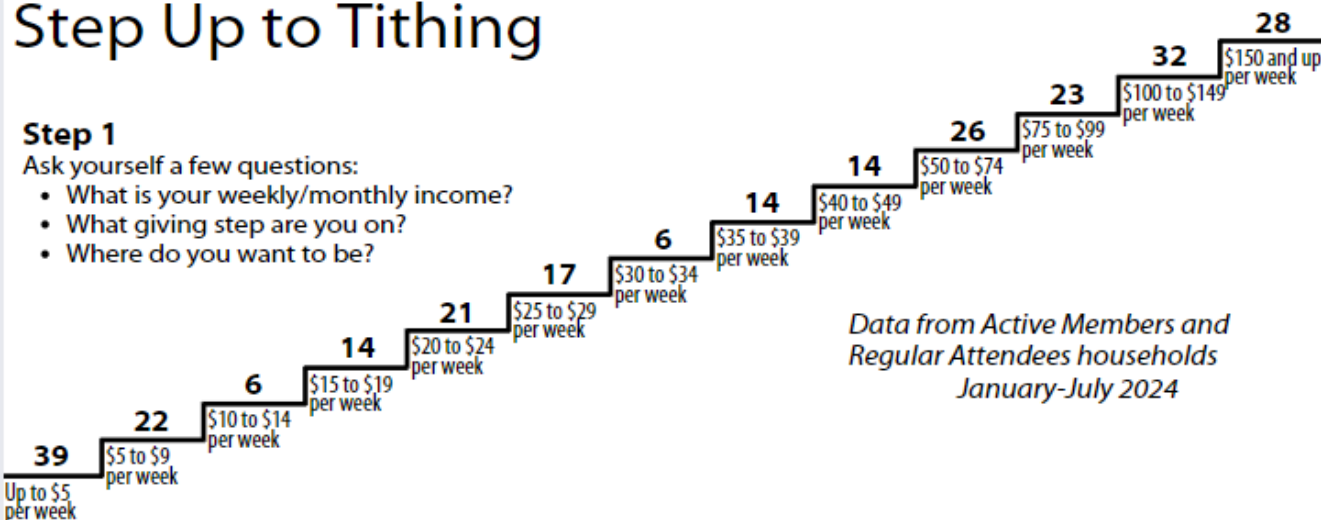 Step Up to Tithing
Step 1
Ask yourself a few questions:
• What is your weekly/monthly income?
• What giving step are you on?
• Where do you want to be?
39
Up to $5
per week
22
$5 to $9
per week
6
$10 to $14
per week
14
$15 to $19
per week
21
$20 to $24
per week
17
$25 to $29
per week
6
$30 to $34
per week
14
$35 to $39
per week
14
$40 to $49
per week
26
$50 to $74
per week
23
$75 to $99
per week
32
$100 to $149
per week
28
$150 and up
per week
Data from Active Members and
Regular Attendees households
January-July 2024